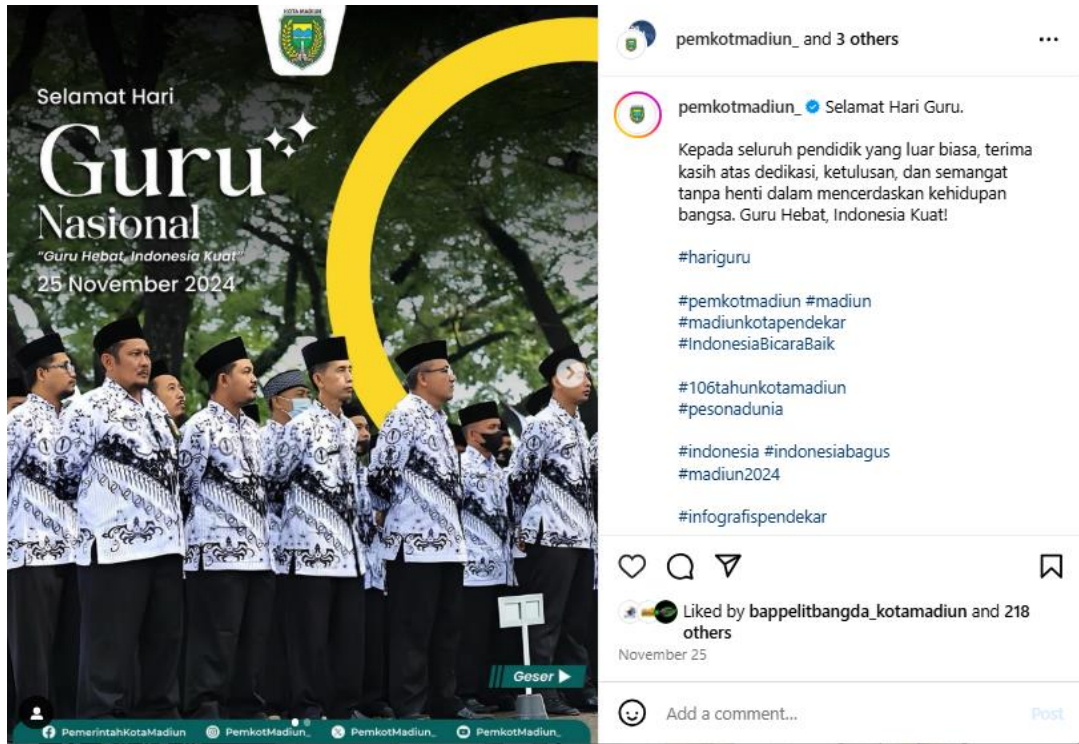 KOTA MADIUN
Selamat Hari
Guru
Nasional
"Guru Hebat, Indonesia Kuat"
25 November 2024
Geser
PemerintahKotaMadiun
PemkotMadiun_
PemkotMadiun_
PemkotMadiun_
pemkotmadiun_ and 3 others
pemkotmadiun_ Selamat Hari Guru.
Kepada seluruh pendidik yang luar biasa, terima
kasih atas dedikasi, ketulusan, dan semangat
tanpa henti dalam mencerdaskan kehidupan
bangsa. Guru Hebat, Indonesia Kuat!
#hariguru
#pemkotmadiun #madiun
#madiunkotapendekar
#IndonesiaBicaraBaik
#106tahunkotamadiun
#pesonadunia
#indonesia #indonesiabagus
#madiun2024
#infografispendekar
Liked by bappelitbangda_kotamadiun and 218
others
November 25
Add a comment...
Post